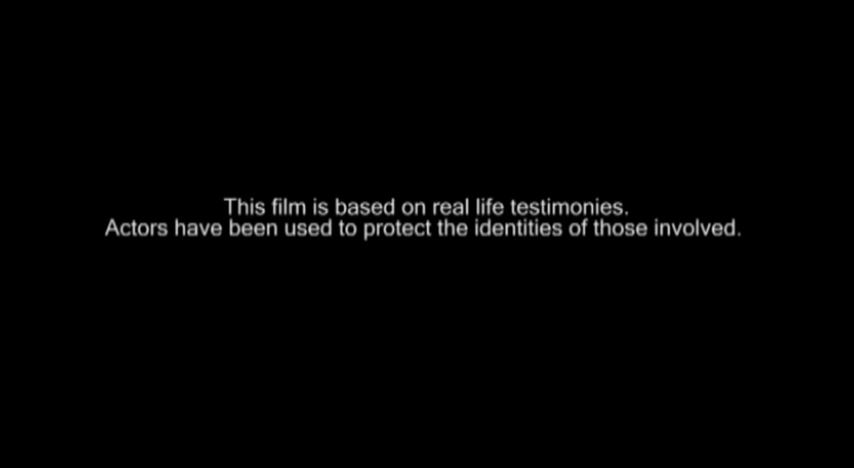 This film is based on real life testimonies.
Actors have been used to protect the identities of those involved.